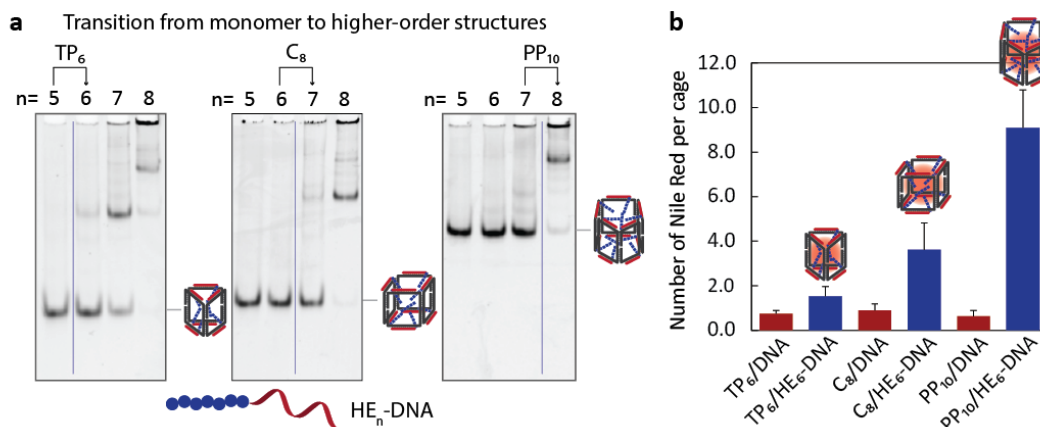 a Transition from monomer to higher-order structures
TP₆ C₈ PP₁₀
n= 5 6 7 8 n= 5 6 7 8 n= 5 6 7 8
HEₙ-DNA
b
Number of Nile Red per cage
12.0
10.0
8.0
6.0
4.0
2.0
0.0
TP₆/DNA
TP₆/HE₆-DNA
C₈/DNA
C₈/HE₆-DNA
PP₁₀/DNA
PP₁₀/HE₆-DNA